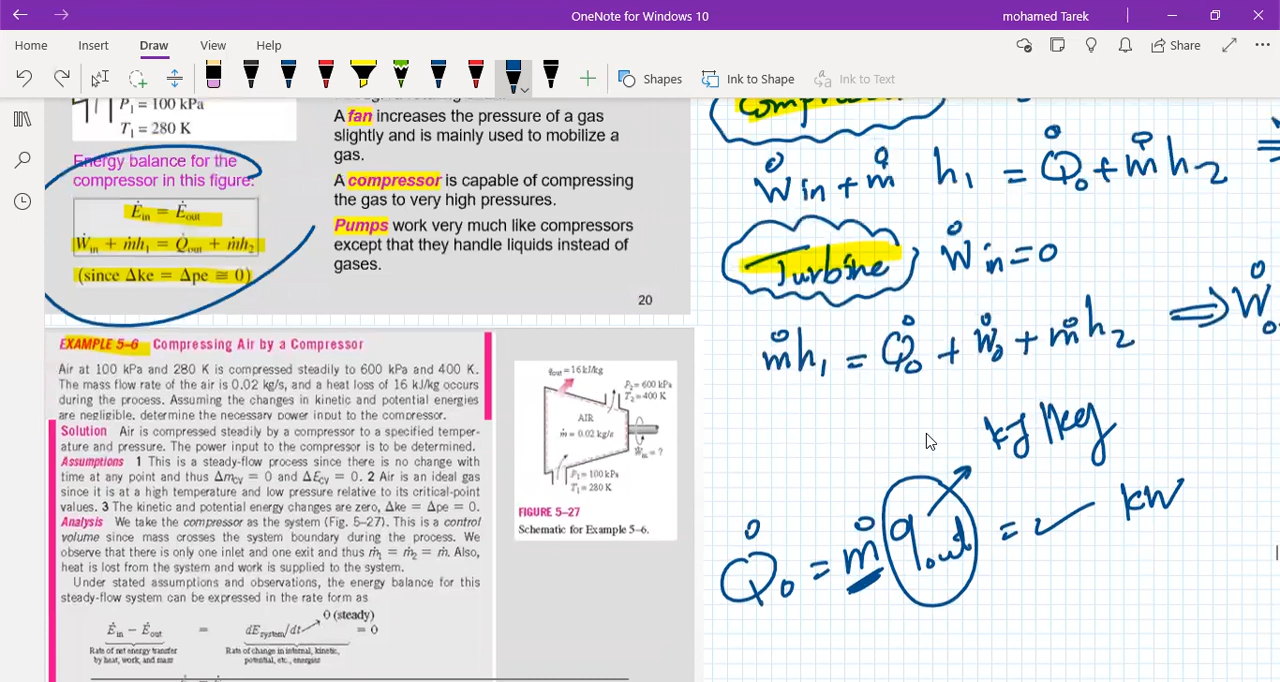 OneNote for Windows 10
mohamed Tarek
Home Insert Draw View Help
Share
Shapes
Ink to Shape
Ink to Text
P₁ = 100 kPa
T₁ = 280 K
Energy balance for the
compressor in this figure:
Ėin = Ėout
Ẇin + ṁh₁ = Q̇out + ṁh₂
(since Δke = Δpe ≅ 0)
A fan increases the pressure of a gas
slightly and is mainly used to mobilize a
gas.
A compressor is capable of compressing
the gas to very high pressures.
Pumps work very much like compressors
except that they handle liquids instead of
gases.
20
EXAMPLE 5–6 Compressing Air by a Compressor
Air at 100 kPa and 280 K is compressed steadily to 600 kPa and 400 K.
The mass flow rate of the air is 0.02 kg/s, and a heat loss of 16 kJ/kg occurs
during the process. Assuming the changes in kinetic and potential energies
are negligible, determine the necessary power input to the compressor.
Solution Air is compressed steadily by a compressor to a specified temper-
ature and pressure. The power input to the compressor is to be determined.
Assumptions 1 This is a steady-flow process since there is no change with
time at any point and thus Δmcv = 0 and ΔEcv = 0. 2 Air is an ideal gas
since it is at a high temperature and low pressure relative to its critical-point
values. 3 The kinetic and potential energy changes are zero, Δke = Δpe = 0.
Analysis We take the compressor as the system (Fig. 5–27). This is a control
volume since mass crosses the system boundary during the process. We
observe that there is only one inlet and one exit and thus ṁ₁ = ṁ₂ = ṁ. Also,
heat is lost from the system and work is supplied to the system.
Under stated assumptions and observations, the energy balance for this
steady-flow system can be expressed in the rate form as
Ėin − Ėout = dEsystem/dt = 0
0 (steady)
Rate of net energy transfer
by heat, work, and mass
Rate of change in internal, kinetic,
potential, etc., energies
qout = 16 kJ/kg
P₂ = 600 kPa
T₂ = 400 K
AIR
ṁ = 0.02 kg/s
Ẇin = ?
P₁ = 100 kPa
T₁ = 280 K
FIGURE 5–27
Schematic for Example 5–6.
Ẇin + ṁ h₁ = Q̇₀ + ṁh₂
Turbine Ẇin = 0
ṁh₁ = Q̇₀ + Ẇ₀ + ṁh₂ ⇒ Ẇ₀
kJ/kg
Q̇₀ = ṁ qout = kW